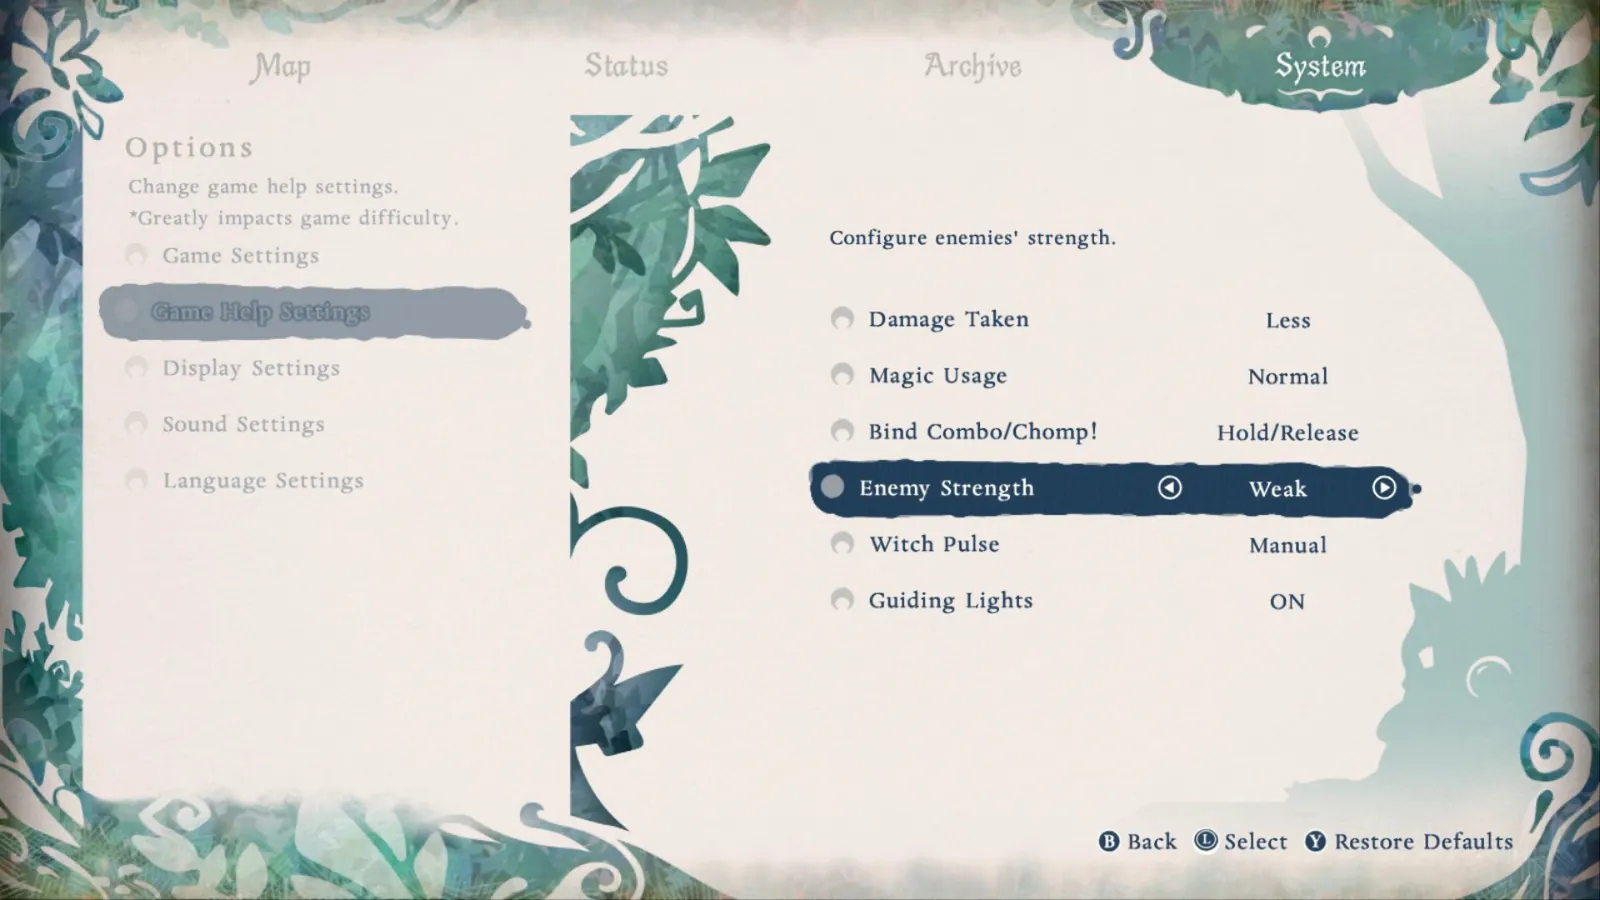 Map
Status
Archive
System
Options
Change game help settings.
*Greatly impacts game difficulty.
Game Settings
Game Help Settings
Display Settings
Sound Settings
Language Settings
Configure enemies' strength.
Damage Taken Less
Magic Usage Normal
Bind Combo/Chomp! Hold/Release
Enemy Strength Weak
Witch Pulse Manual
Guiding Lights ON
B Back L Select Y Restore Defaults